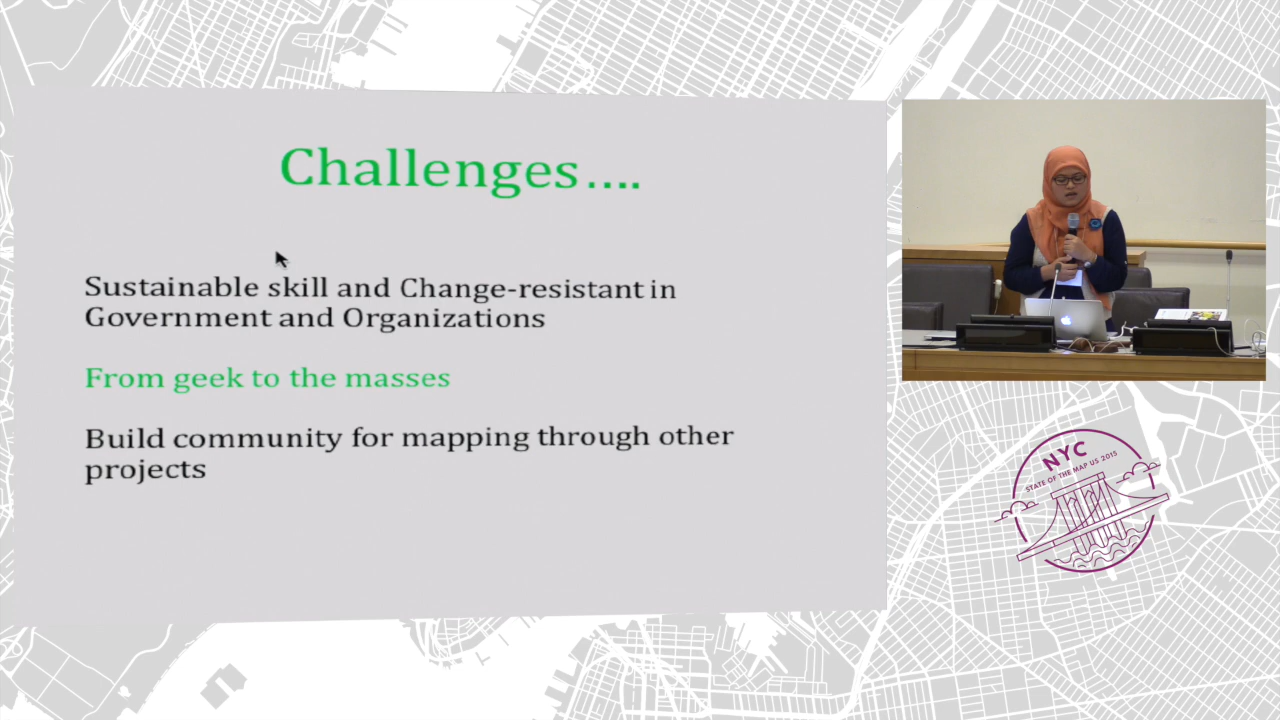 Challenges....
Sustainable skill and Change-resistant in
Government and Organizations
From geek to the masses
Build community for mapping through other
projects
NYC
STATE OF THE MAP US 2015